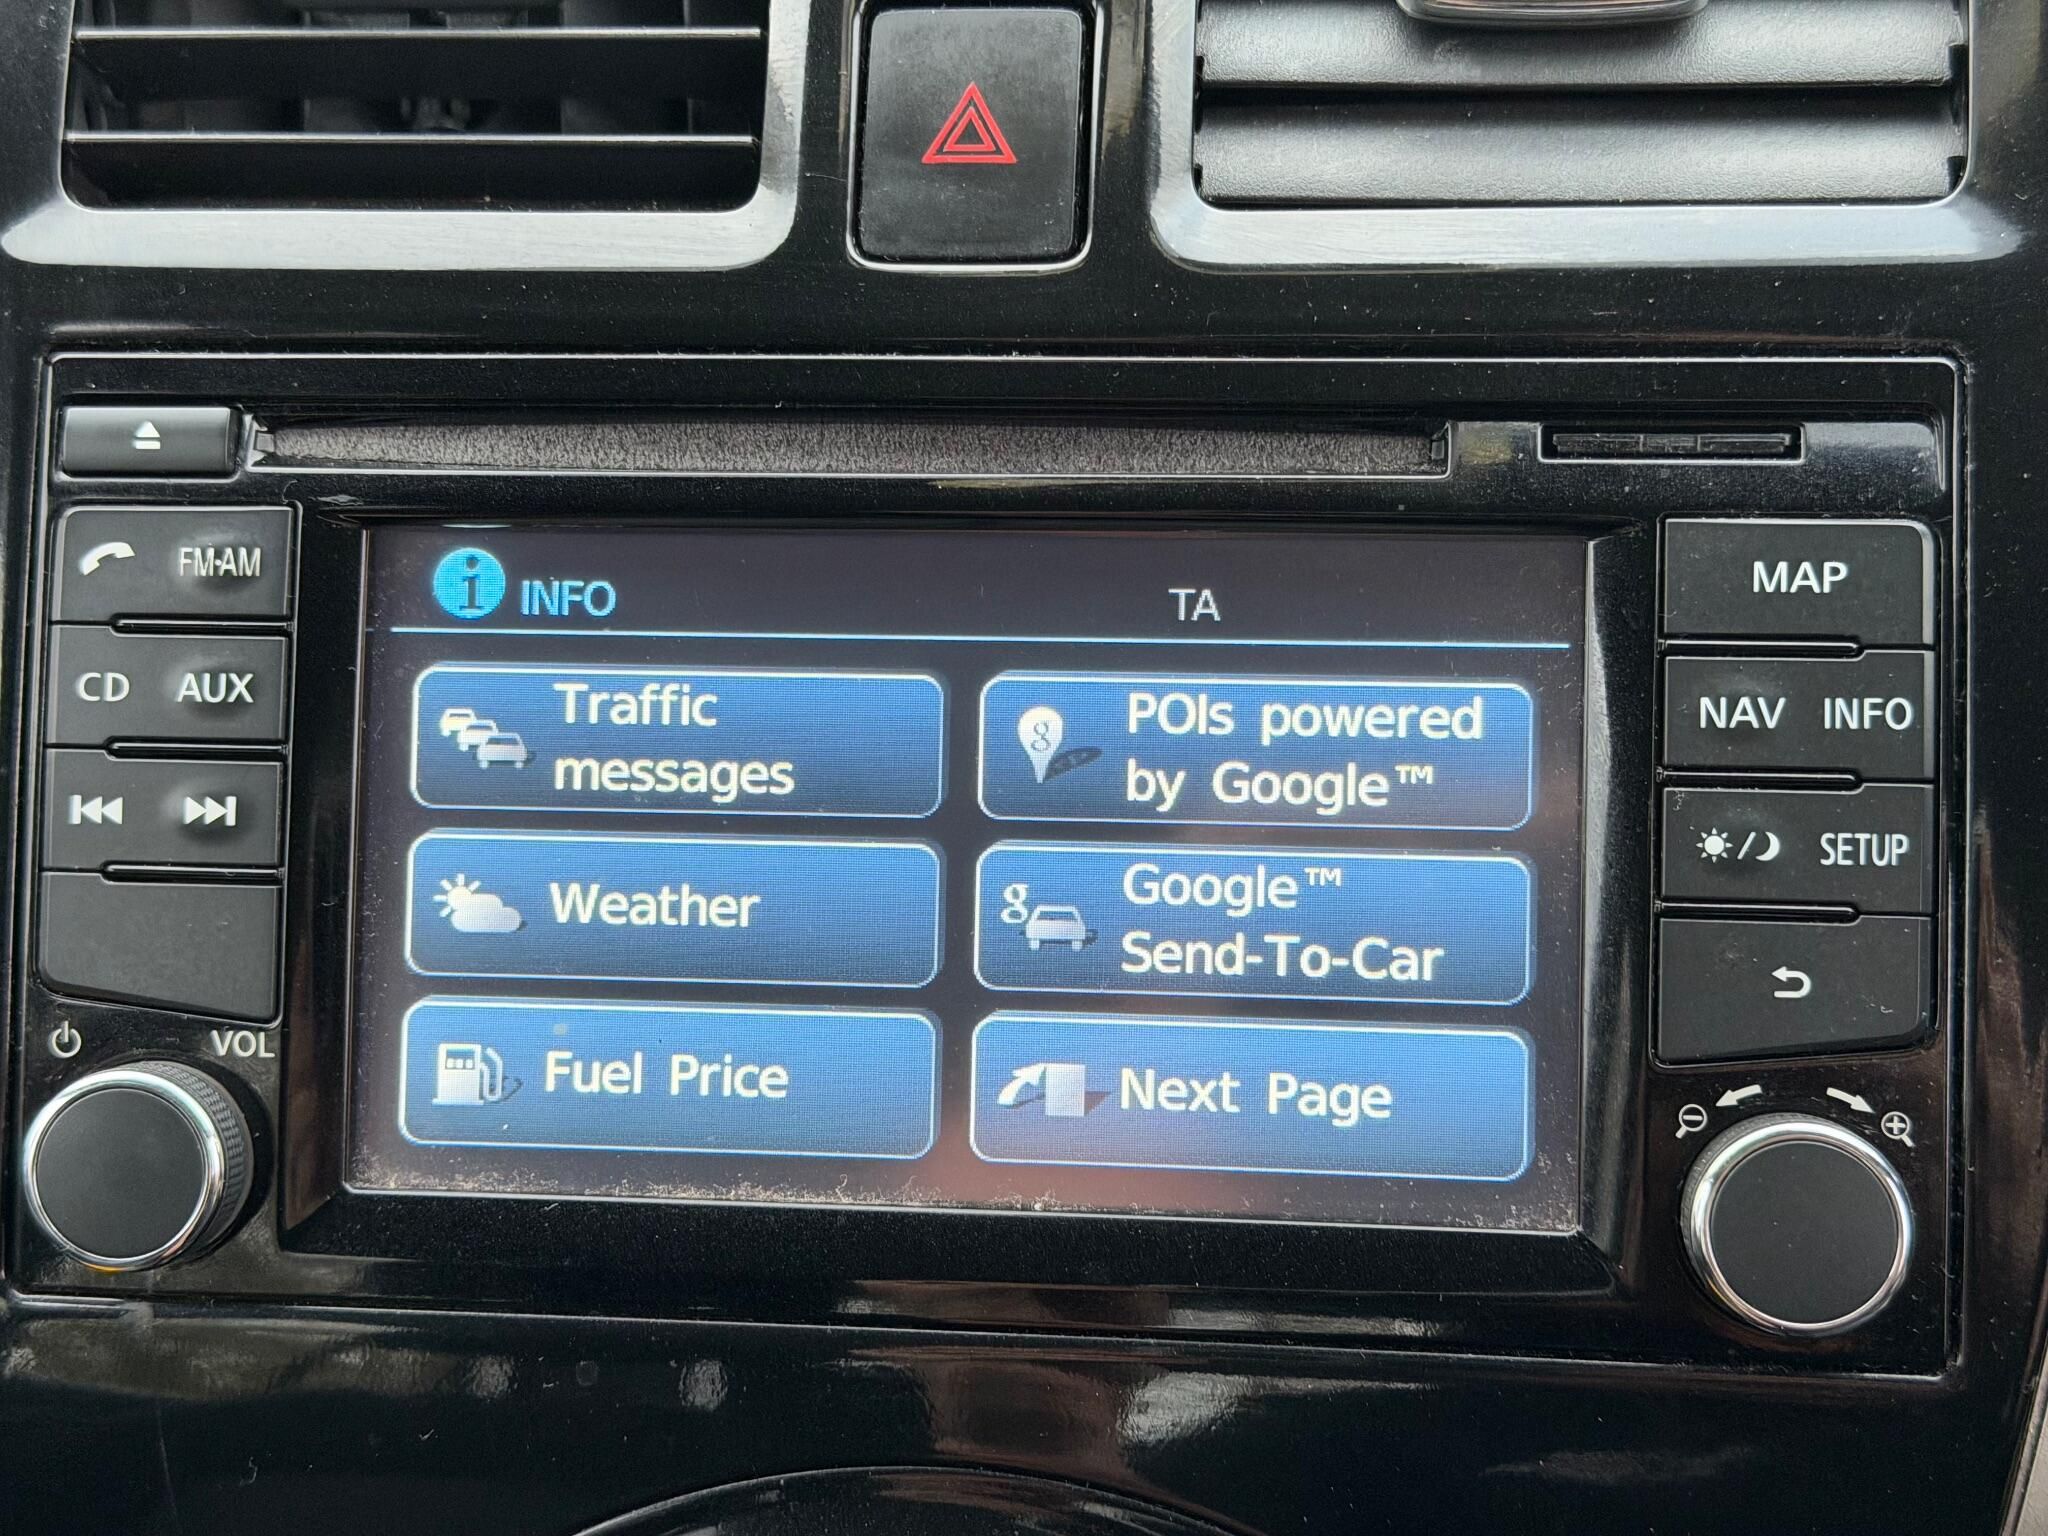 FM·AM
CD AUX
VOL
INFO TA
Traffic
messages
POIs powered
by Google™
Weather
Google™
Send-To-Car
Fuel Price
Next Page
MAP
NAV INFO
SETUP